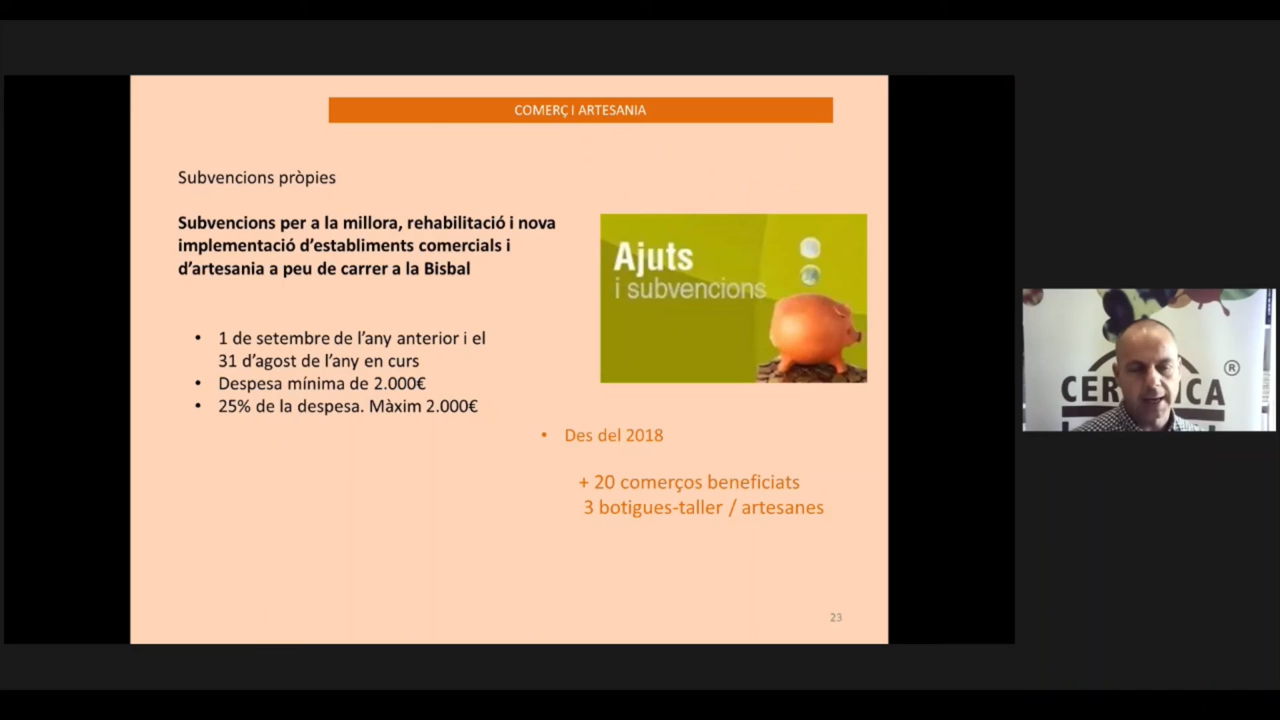 COMERÇ I ARTESANIA
Subvencions pròpies
Subvencions per a la millora, rehabilitació i nova
implementació d'establiments comercials i
d'artesania a peu de carrer a la Bisbal
Ajuts
i subvencions
• 1 de setembre de l'any anterior i el
31 d'agost de l'any en curs
• Despesa mínima de 2.000€
• 25% de la despesa. Màxim 2.000€
• Des del 2018
+ 20 comerços beneficiats
3 botigues-taller / artesanes
23
®